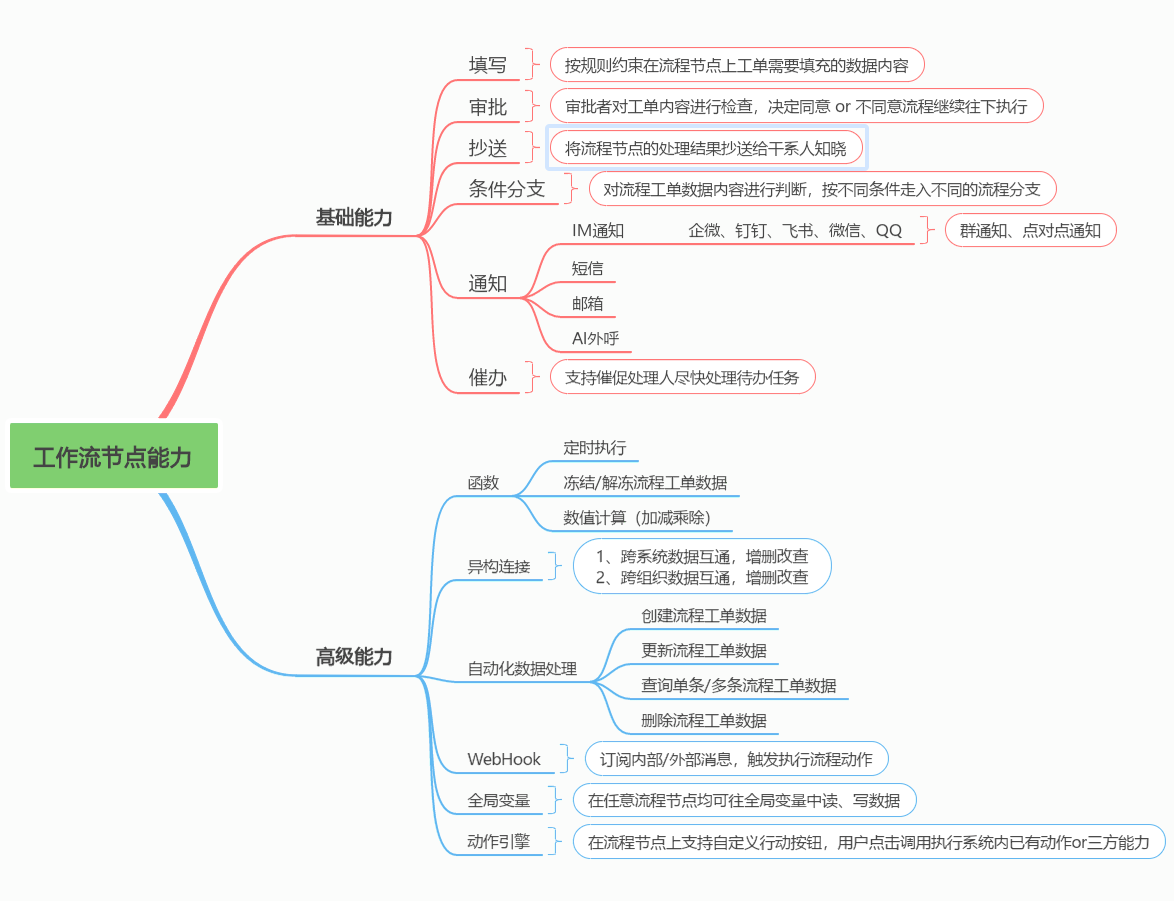 工作流节点能力
基础能力
填写
按规则约束在流程节点上工单需要填充的数据内容
审批
审批者对工单内容进行检查，决定同意 or 不同意流程继续往下执行
抄送
将流程节点的处理结果抄送给干系人知晓
条件分支
对流程工单数据内容进行判断，按不同条件走入不同的流程分支
通知
IM通知
企微、钉钉、飞书、微信、QQ
群通知、点对点通知
短信
邮箱
AI外呼
催办
支持催促处理人尽快处理待办任务
高级能力
函数
定时执行
冻结/解冻流程工单数据
数值计算（加减乘除）
异构连接
1、跨系统数据互通，增删改查
2、跨组织数据互通，增删改查
自动化数据处理
创建流程工单数据
更新流程工单数据
查询单条/多条流程工单数据
删除流程工单数据
WebHook
订阅内部/外部消息，触发执行流程动作
全局变量
在任意流程节点均可往全局变量中读、写数据
动作引擎
在流程节点上支持自定义行动按钮，用户点击调用执行系统内已有动作or三方能力